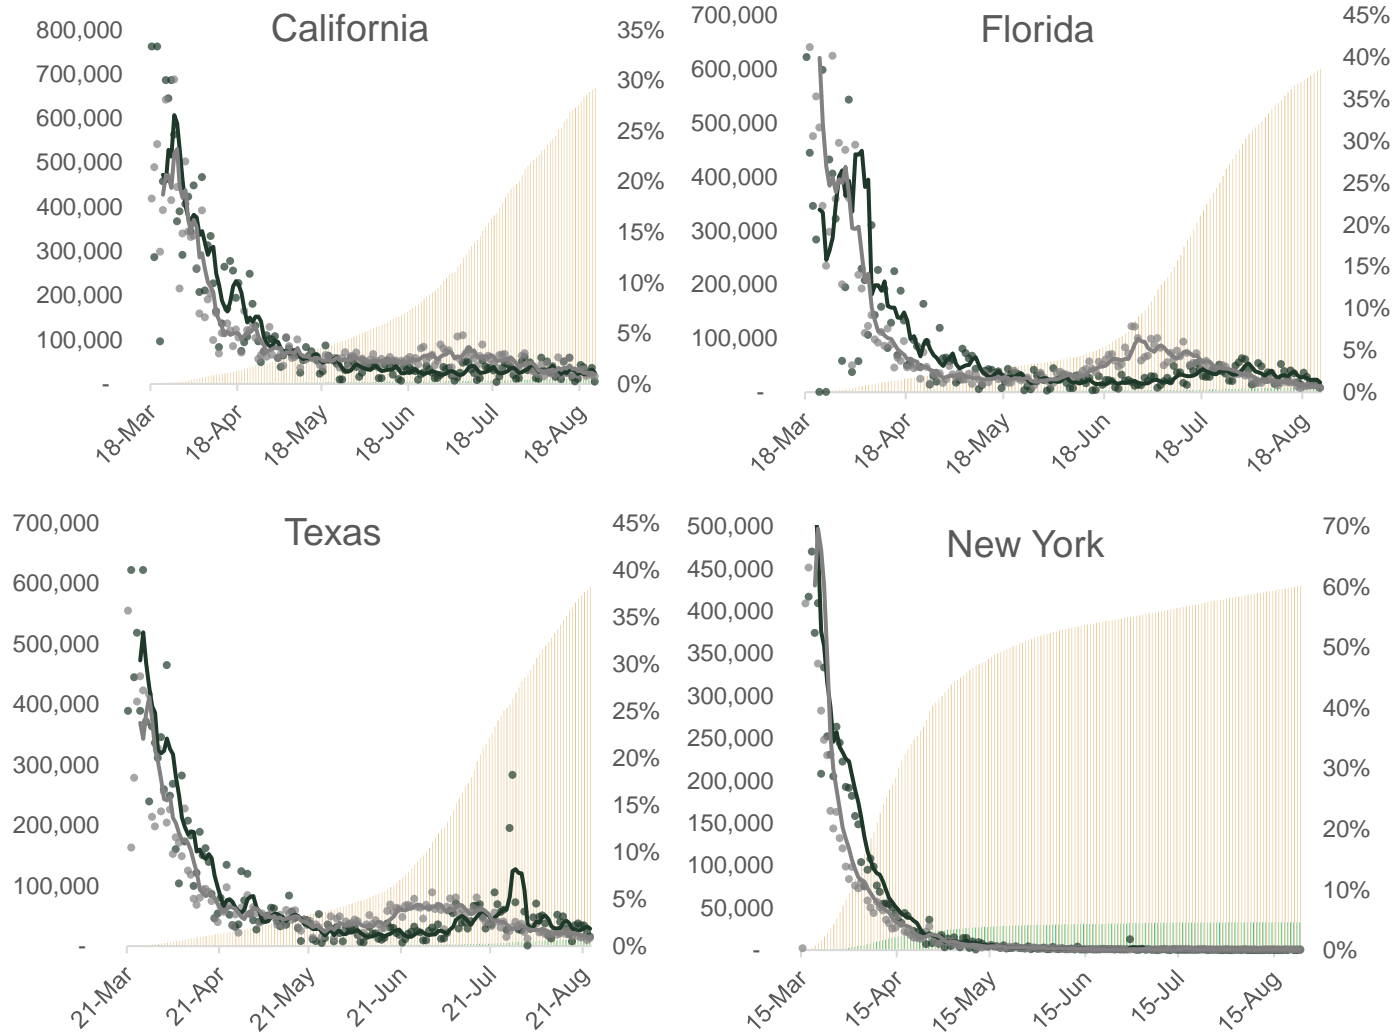 California
800,000
700,000
600,000
500,000
400,000
300,000
200,000
100,000
-
35%
30%
25%
20%
15%
10%
5%
0%
18-Mar
18-Apr
18-May
18-Jun
18-Jul
18-Aug
Florida
700,000
600,000
500,000
400,000
300,000
200,000
100,000
-
45%
40%
35%
30%
25%
20%
15%
10%
5%
0%
18-Mar
18-Apr
18-May
18-Jun
18-Jul
18-Aug
Texas
700,000
600,000
500,000
400,000
300,000
200,000
100,000
-
45%
40%
35%
30%
25%
20%
15%
10%
5%
0%
21-Mar
21-Apr
21-May
21-Jun
21-Jul
21-Aug
New York
500,000
450,000
400,000
350,000
300,000
250,000
200,000
150,000
100,000
50,000
-
70%
60%
50%
40%
30%
20%
10%
0%
15-Mar
15-Apr
15-May
15-Jun
15-Jul
15-Aug